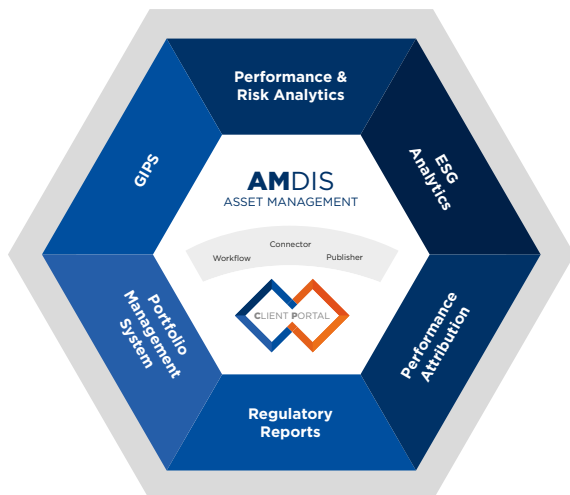 Performance &
Risk Analytics
GIPS
ESG
Analytics
AMDIS
ASSET MANAGEMENT
Connector
Workflow
Publisher
CLIENT PORTAL
Portfolio
Management
System
Performance
Attribution
Regulatory
Reports